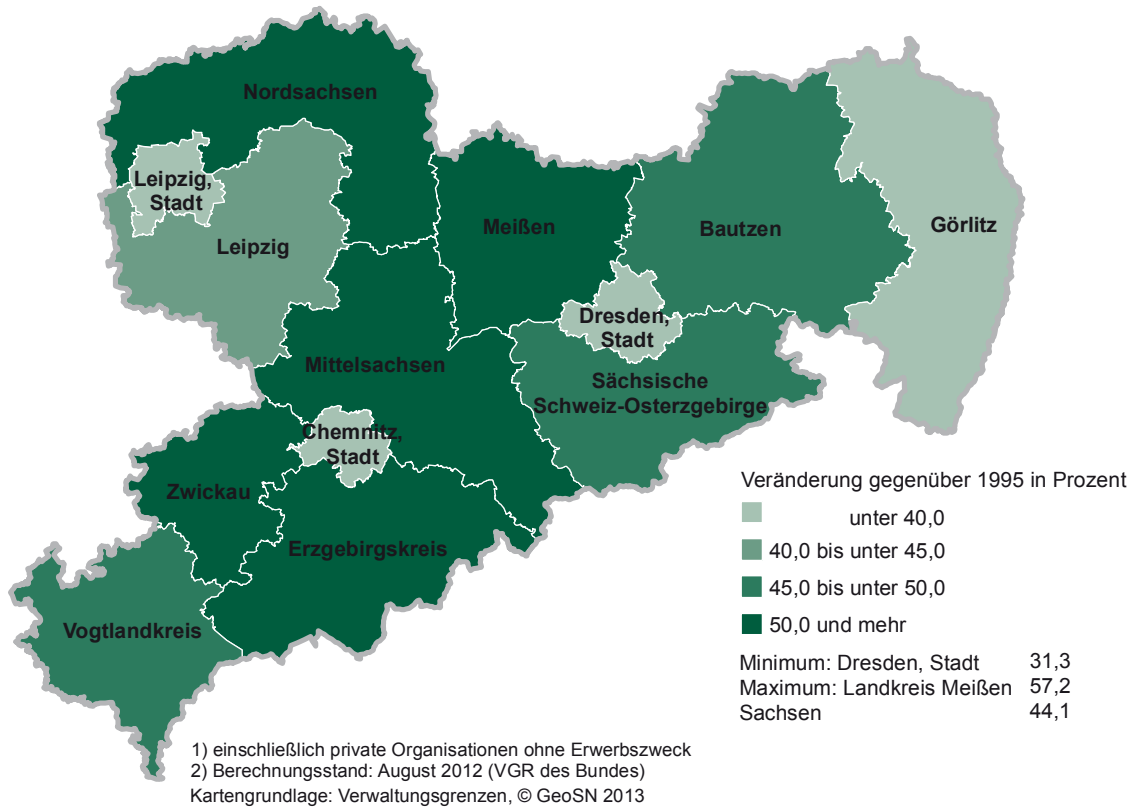 Nordsachsen
Leipzig,
Stadt
Leipzig
Meißen
Bautzen
Görlitz
Dresden,
Stadt
Mittelsachsen
Sächsische
Schweiz-Osterzgebirge
Chemnitz,
Stadt
Zwickau
Erzgebirgskreis
Vogtlandkreis
Veränderung gegenüber 1995 in Prozent
unter 40,0
40,0 bis unter 45,0
45,0 bis unter 50,0
50,0 und mehr
Minimum: Dresden, Stadt 31,3
Maximum: Landkreis Meißen 57,2
Sachsen 44,1
1) einschließlich private Organisationen ohne Erwerbszweck
2) Berechnungsstand: August 2012 (VGR des Bundes)
Kartengrundlage: Verwaltungsgrenzen, © GeoSN 2013